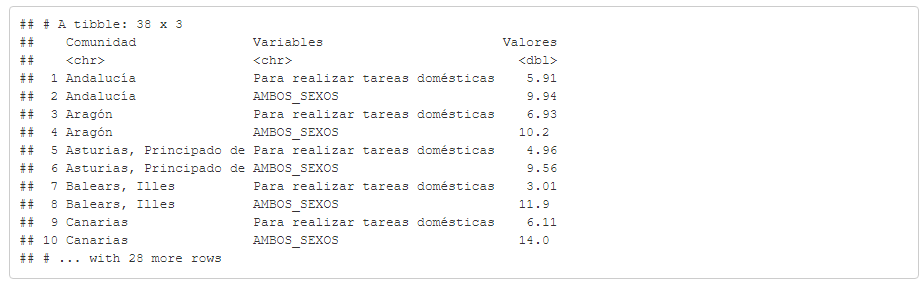 ## # A tibble: 38 x 3
##    Comunidad               Variables                       Valores
##    <chr>                   <chr>                             <dbl>
##  1 Andalucía               Para realizar tareas domésticas    5.91
##  2 Andalucía               AMBOS_SEXOS                        9.94
##  3 Aragón                  Para realizar tareas domésticas    6.93
##  4 Aragón                  AMBOS_SEXOS                       10.2
##  5 Asturias, Principado de Para realizar tareas domésticas    4.96
##  6 Asturias, Principado de AMBOS_SEXOS                        9.56
##  7 Balears, Illes          Para realizar tareas domésticas    3.01
##  8 Balears, Illes          AMBOS_SEXOS                       11.9
##  9 Canarias                Para realizar tareas domésticas    6.11
## 10 Canarias                AMBOS_SEXOS                       14.0
## # ... with 28 more rows